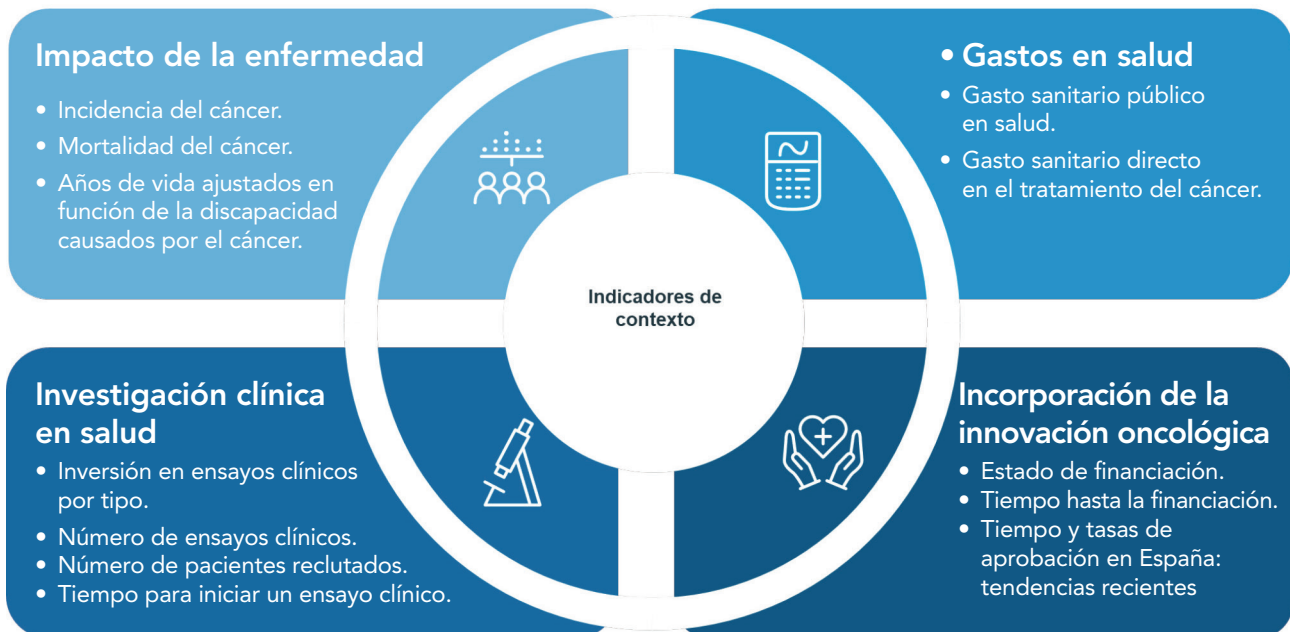 Impacto de la enfermedad
• Incidencia del cáncer.
• Mortalidad del cáncer.
• Años de vida ajustados en
función de la discapacidad
causados por el cáncer.
• Gastos en salud
• Gasto sanitario público
en salud.
• Gasto sanitario directo
en el tratamiento del cáncer.
Indicadores de
contexto
Investigación clínica
en salud
• Inversión en ensayos clínicos
por tipo.
• Número de ensayos clínicos.
• Número de pacientes reclutados.
• Tiempo para iniciar un ensayo clínico.
Incorporación de la
innovación oncológica
• Estado de financiación.
• Tiempo hasta la financiación.
• Tiempo y tasas de
aprobación en España:
tendencias recientes